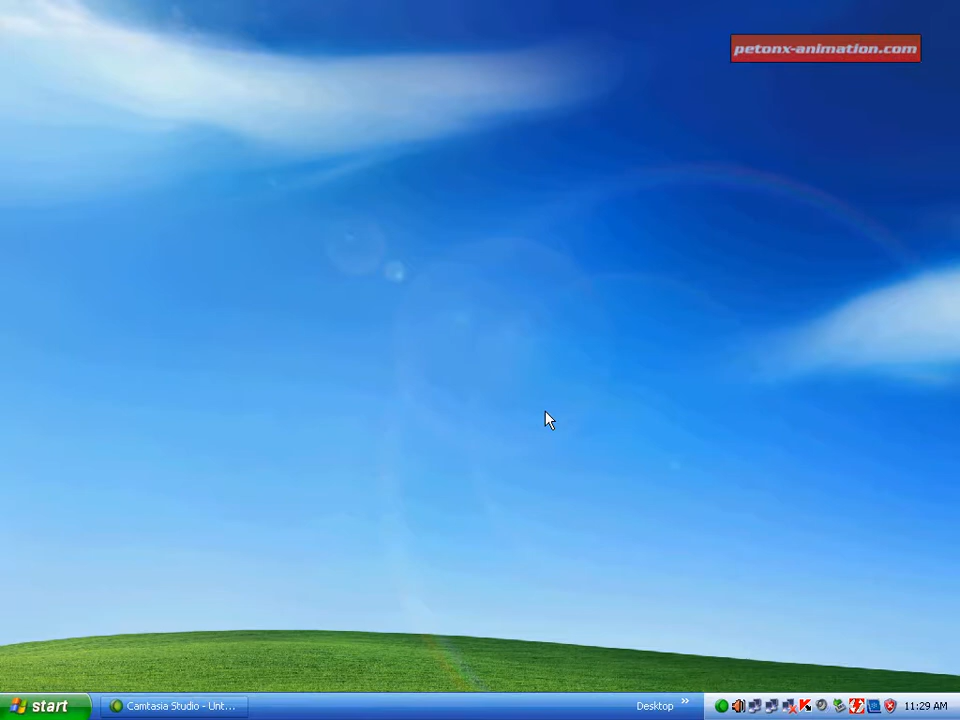 petonx-animation.com
start
Camtasia Studio - Unt...
Desktop
11:29 AM